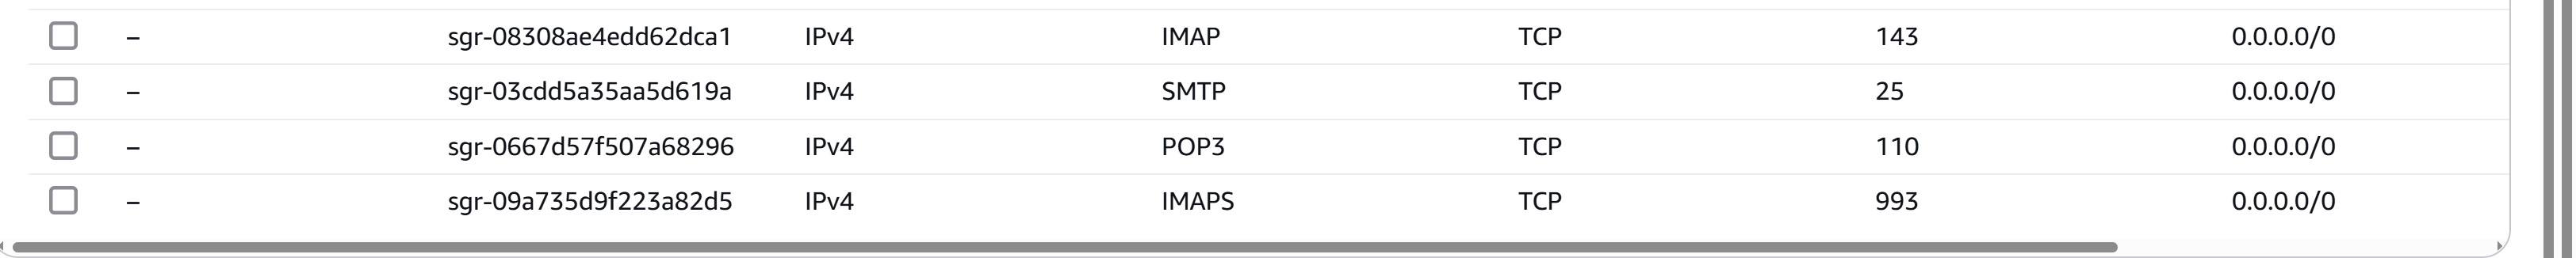 – sgr-08308ae4edd62dca1 IPv4 IMAP TCP 143 0.0.0.0/0
– sgr-03cdd5a35aa5d619a IPv4 SMTP TCP 25 0.0.0.0/0
– sgr-0667d57f507a68296 IPv4 POP3 TCP 110 0.0.0.0/0
– sgr-09a735d9f223a82d5 IPv4 IMAPS TCP 993 0.0.0.0/0